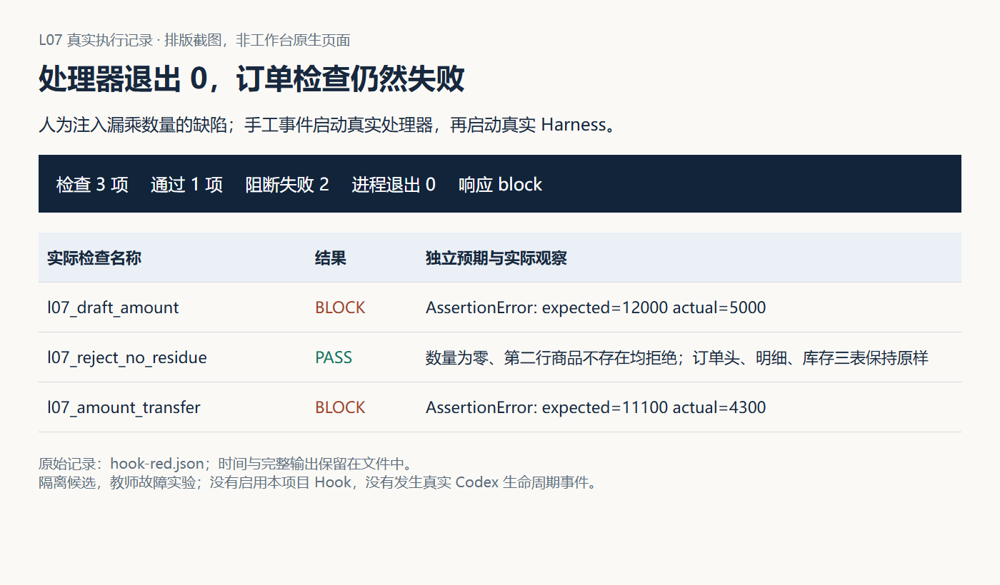 L07 真实执行记录 · 排版截图，非工作台原生页面
处理器退出 0，订单检查仍然失败
人为注入漏乘数量的缺陷；手工事件启动真实处理器，再启动真实 Harness。
检查 3 项 通过 1 项 阻断失败 2 进程退出 0 响应 block
实际检查名称 结果 独立预期与实际观察
l07_draft_amount BLOCK AssertionError: expected=12000 actual=5000
l07_reject_no_residue PASS 数量为零、第二行商品不存在均拒绝；订单头、明细、库存三表保持原样
l07_amount_transfer BLOCK AssertionError: expected=11100 actual=4300
原始记录：hook-red.json；时间与完整输出保留在文件中。
隔离候选，教师故障实验；没有启用本项目 Hook，没有发生真实 Codex 生命周期事件。